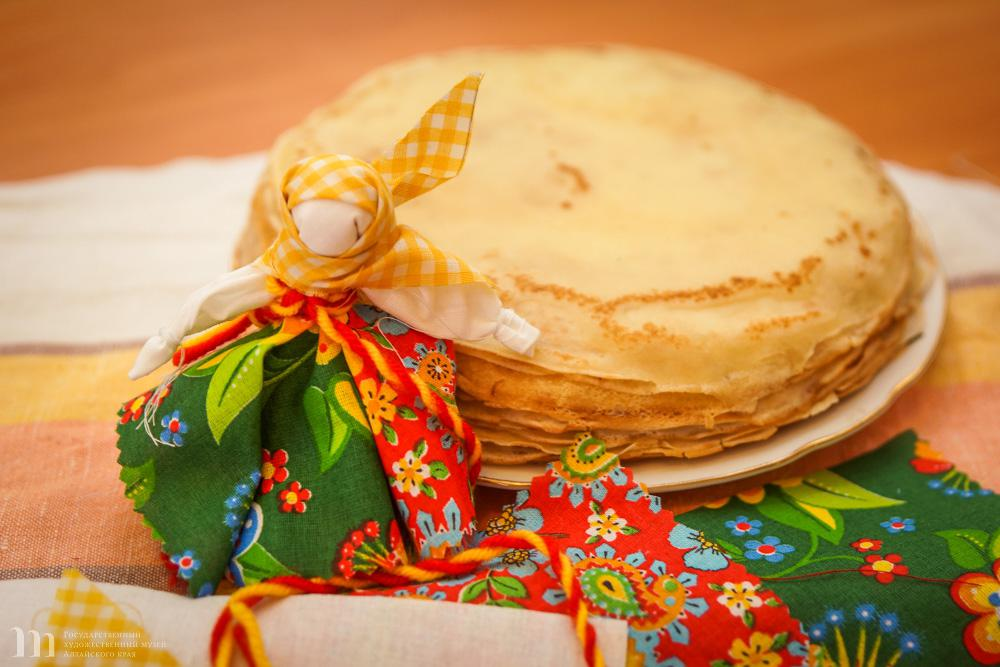 m
Государственный
художественный музей
Алтайского края